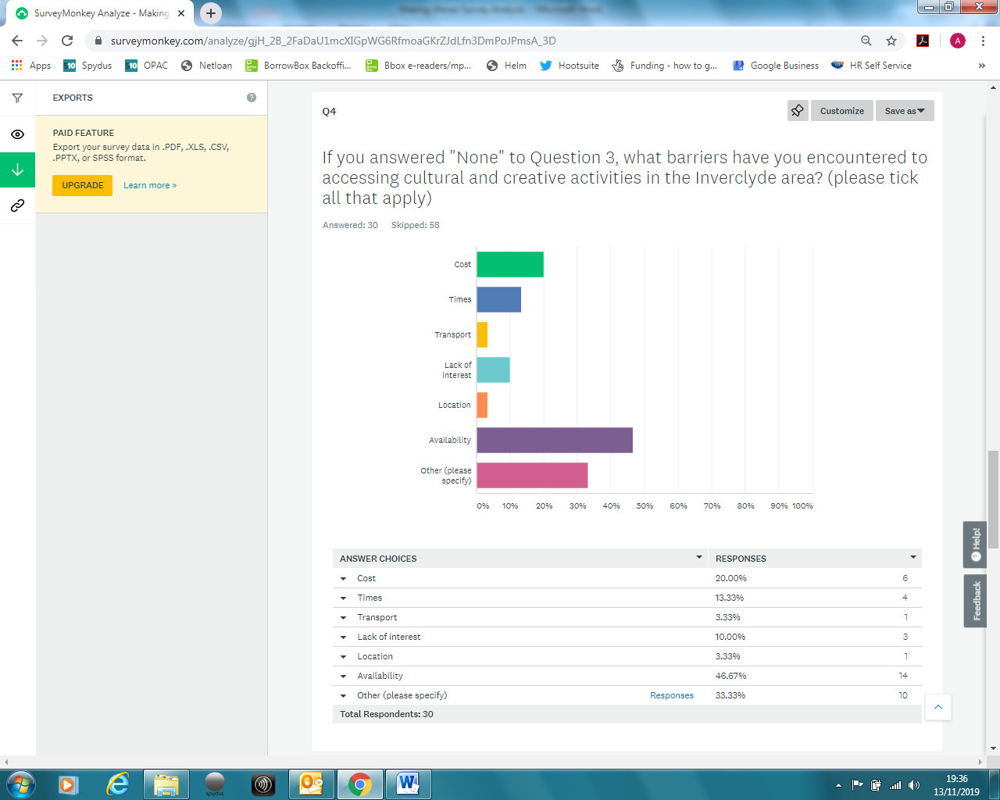 SurveyMonkey Analyze - Making
surveymonkey.com/analyze/gjH_2B_2FaDaU1mcXIGpWG6RfmoaGKrZJdLfn3DmPoJPmsA_3D
A
Apps
S10 Spydus
S10 OPAC
Netloan
BorrowBox Backoffi...
Bbox e-readers/mp...
Helm
Hootsuite
Funding - how to g...
Google Business
HR Self Service
»
EXPORTS
?
PAID FEATURE
Export your survey data in .PDF, .XLS, .CSV,
.PPTX, or SPSS format.
UPGRADE
Learn more »
Q4
Customize
Save as
If you answered "None" to Question 3, what barriers have you encountered to
accessing cultural and creative activities in the Inverclyde area? (please tick
all that apply)
Answered: 30 Skipped: 58
Cost
Times
Transport
Lack of
interest
Location
Availability
Other (please
specify)
0% 10% 20% 30% 40% 50% 60% 70% 80% 90% 100%
ANSWER CHOICES RESPONSES
Cost 20.00% 6
Times 13.33% 4
Transport 3.33% 1
Lack of interest 10.00% 3
Location 3.33% 1
Availability 46.67% 14
Other (please specify) Responses 33.33% 10
Total Respondents: 30
Help!
Feedback
spydus
19:36
13/11/2019